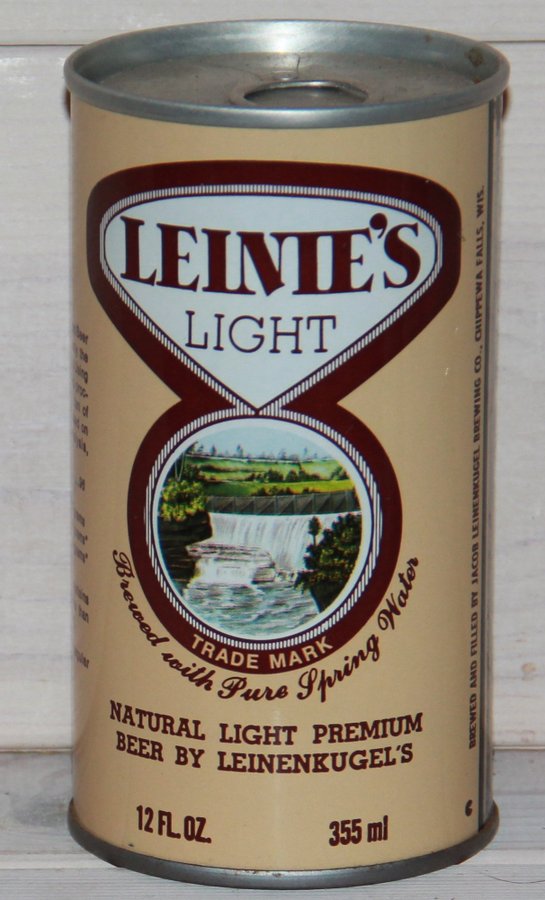 LEINIE'S
LIGHT
TRADE MARK
Brewed with Pure Spring Water
NATURAL LIGHT PREMIUM
BEER BY LEINENKUGEL'S
12 FL. OZ.
355 ml
BREWED AND FILLED BY JACOB LEINENKUGEL BREWING CO., CHIPPEWA FALLS, WIS.